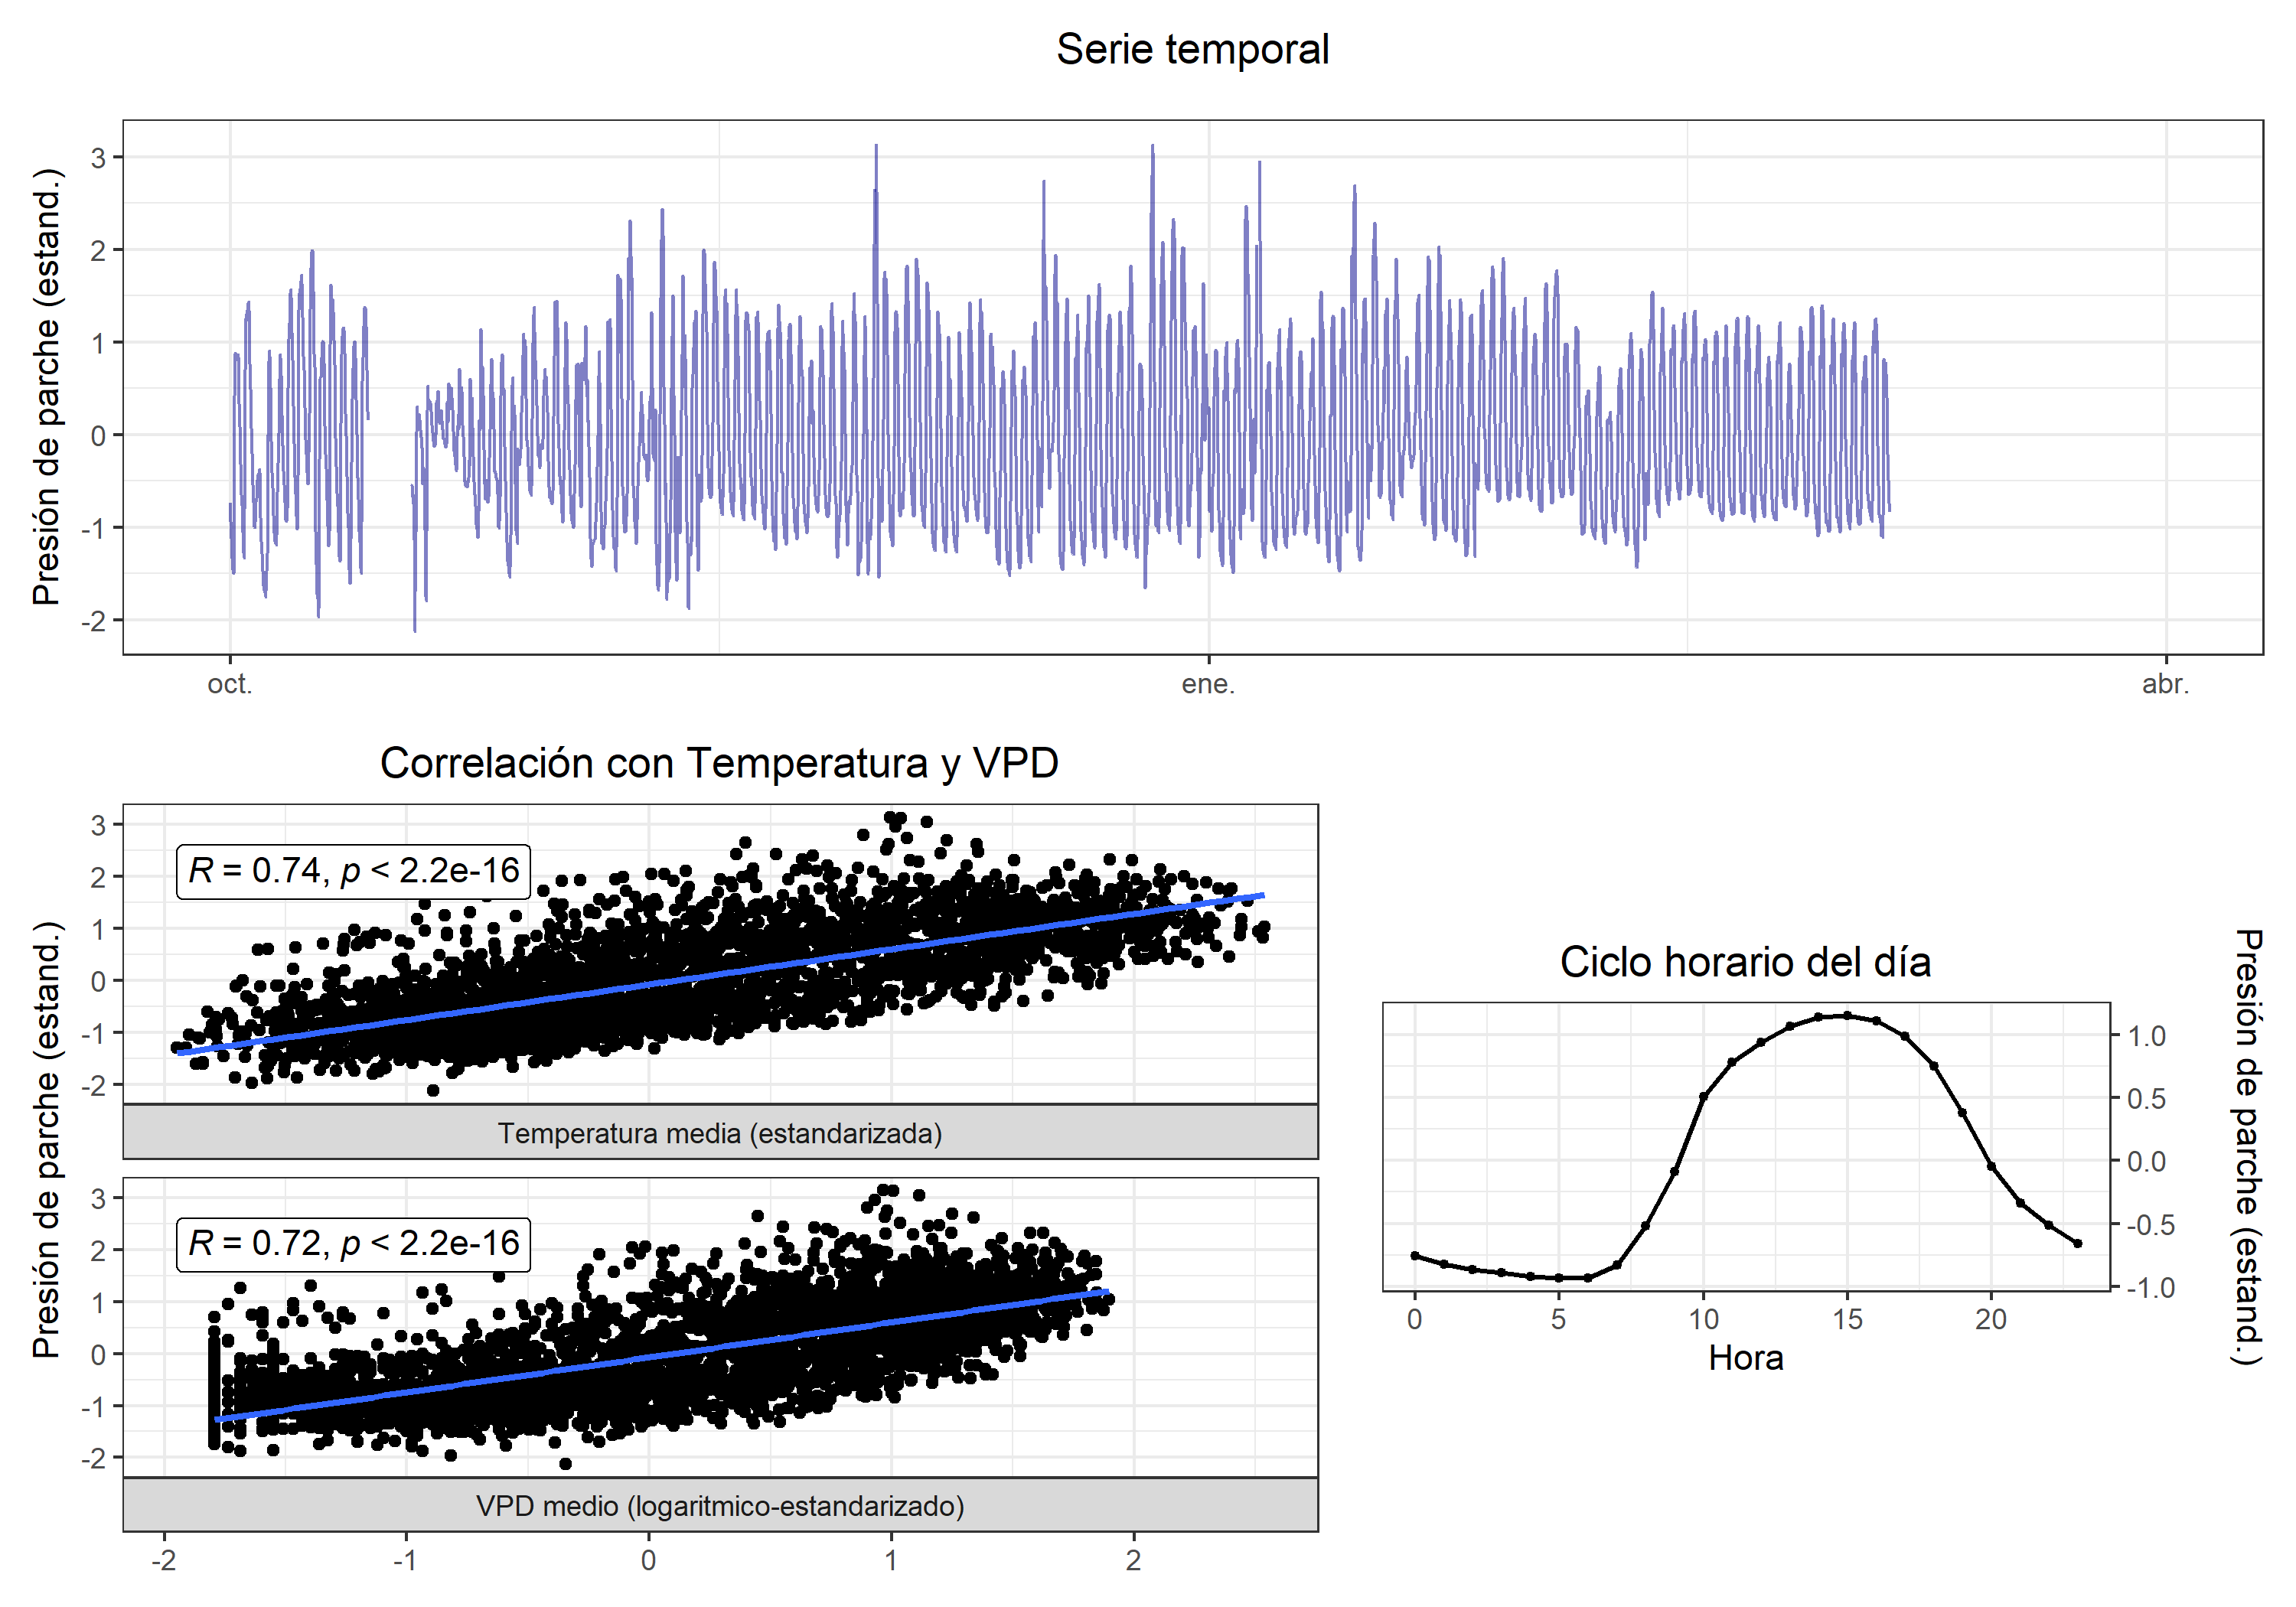 Serie temporal
Presión de parche (estand.)
3
2
1
0
-1
-2
oct.
ene.
abr.
Correlación con Temperatura y VPD
Presión de parche (estand.)
3
2
1
0
-1
-2
R = 0.74, p < 2.2e-16
Temperatura media (estandarizada)
3
2
1
0
-1
-2
R = 0.72, p < 2.2e-16
VPD medio (logaritmico-estandarizado)
-2
-1
0
1
2
Ciclo horario del día
1.0
0.5
0.0
-0.5
-1.0
Presión de parche (estand.)
0
5
10
15
20
Hora